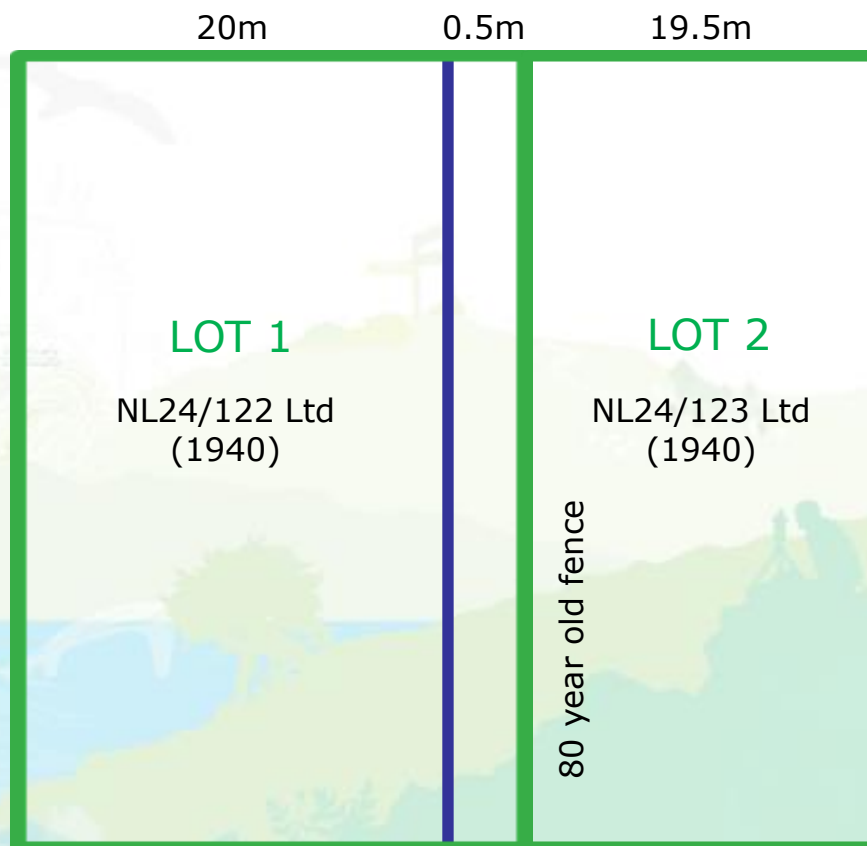 20m 0.5m 19.5m
LOT 1
NL24/122 Ltd
(1940)
LOT 2
NL24/123 Ltd
(1940)
80 year old fence